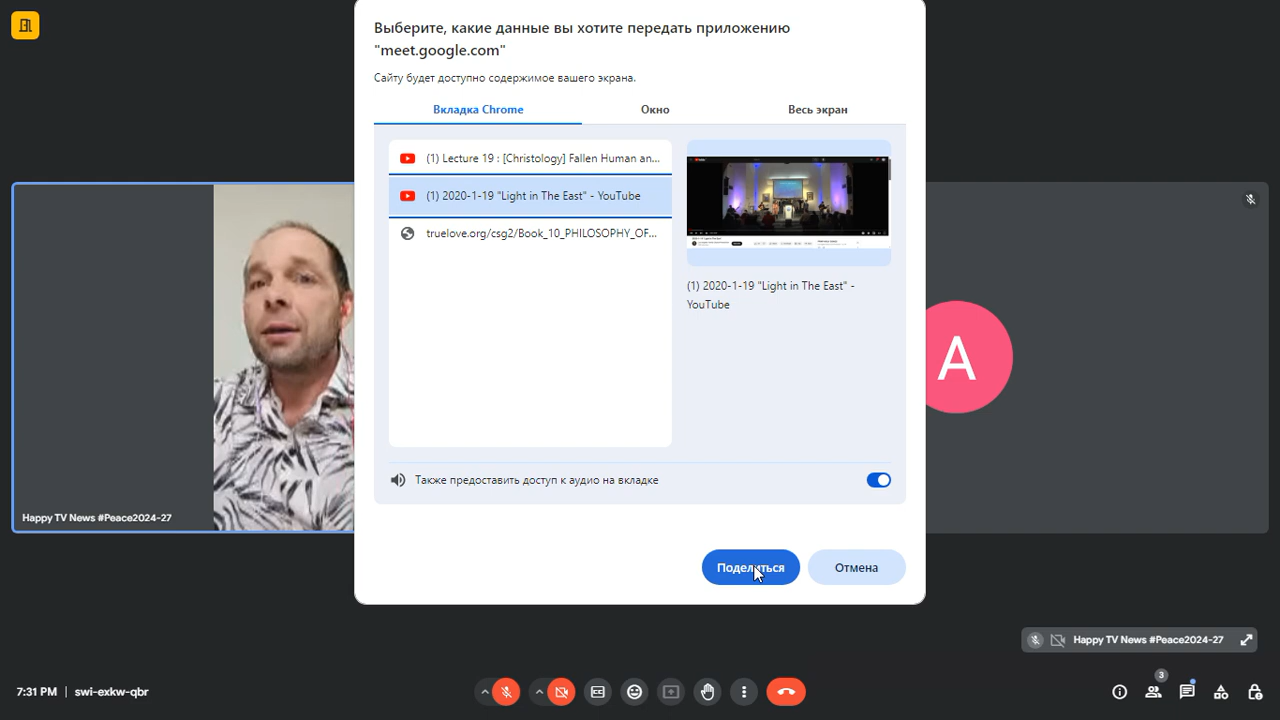 Выберите, какие данные вы хотите передать приложению
"meet.google.com"
Сайту будет доступно содержимое вашего экрана.
Вкладка Chrome
Окно
Весь экран
(1) Lecture 19 : [Christology] Fallen Human an...
(1) 2020-1-19 "Light in The East" - YouTube
truelove.org/csg2/Book_10_PHILOSOPHY_OF...
(1) 2020-1-19 "Light in The East" -
YouTube
Также предоставить доступ к аудио на вкладке
Поделиться
Отмена
A
Happy TV News #Peace2024-27
Happy TV News #Peace2024-27
7:31 PM | swi-exkw-qbr
3